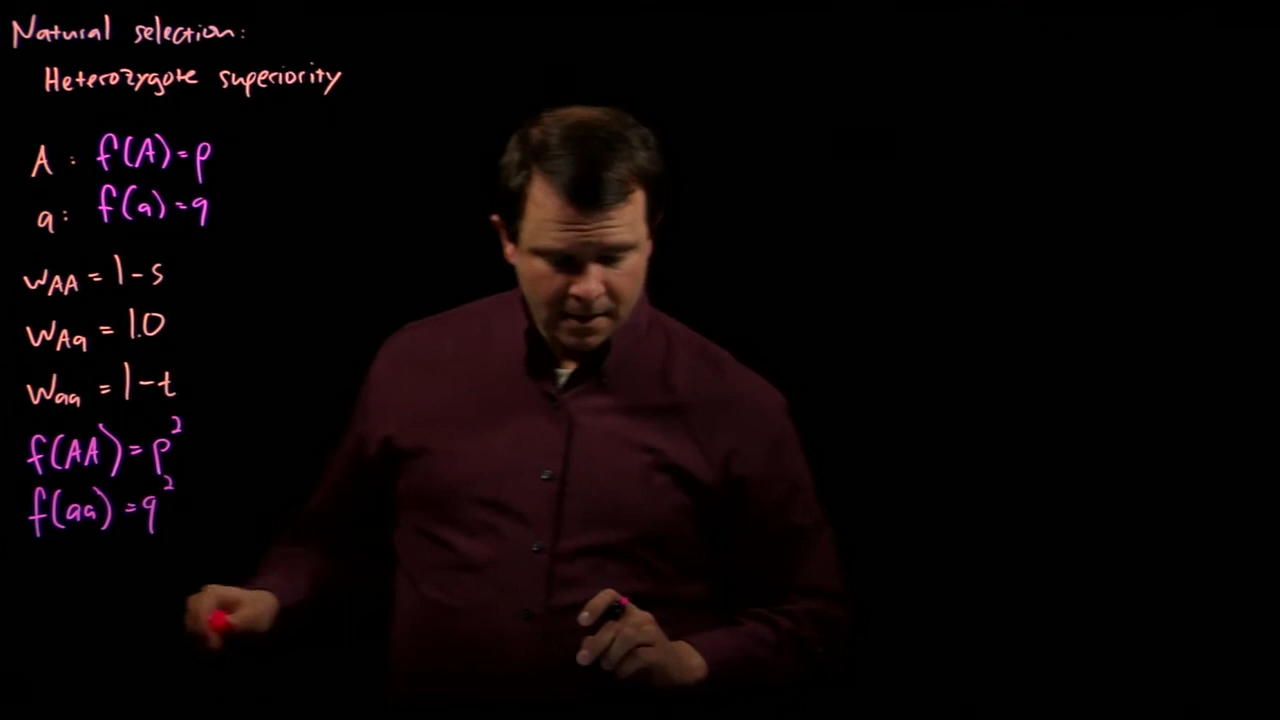 Natural selection:
Heterozygote superiority
A: f(A)=p
a: f(a)=q
wAA = 1-s
wAa = 1.0
waa = 1-t
f(AA)=p²
f(aa)=q²